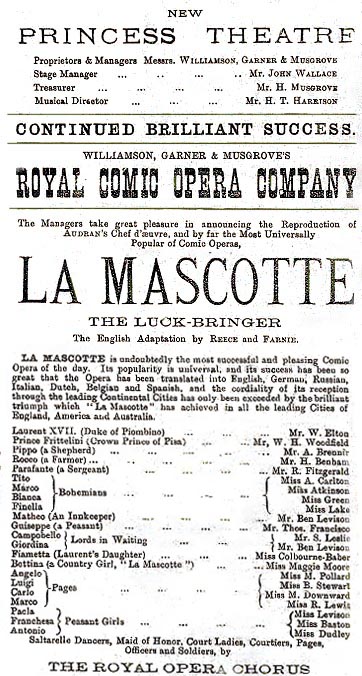 NEW
PRINCESS THEATRE
Proprietors & Managers Messrs. WILLIAMSON, GARNER & MUSGROVE
Stage Manager ... .. ... .. Mr. JOHN WALLACE
Treasurer ... ... ... Mr. H. MUSGROVE
Musical Director ... ... ... Mr. H. T. HARRISON
CONTINUED BRILLIANT SUCCESS.
WILLIAMSON, GARNER & MUSGROVE'S
ROYAL COMIC OPERA COMPANY
The Managers take great pleasure in announcing the Reproduction of
AUDRAN'S Chef d'œuvre, and by far the Most Universally
Popular of Comic Operas,
LA MASCOTTE
THE LUCK-BRINGER
The English Adaptation by REECE and FARNIE.
LA MASCOTTE is undoubtedly the most successful and pleasing Comic
Opera of the day. Its popularity is universal, and its success has been so
great that the Opera has been translated into English, German, Russian,
Italian, Dutch, Belgian and Spanish, and the cordiality of its reception
through the leading Continental Cities has only been exceeded by the brilliant
triumph which "La Mascotte" has achieved in all the leading Cities of
England, America and Australia.
Laurent XVII. (Duke of Piombino) ... ... Mr. W. Elton
Prince Frittelini (Crown Prince of Pisa) ... Mr. W. H. Woodfield
Pippo (a Shepherd) ... ... ... Mr. A. Brennir
Rocco (a Farmer) ... ... ... Mr. H. Benham
Parafante (a Sergeant) ... ... ... Mr. R. Fitzgerald
Tito Miss A. Carlton
Marco Bohemians ... ... ... Miss Atkinson
Bianca Miss Green
Finella Miss Lake
Matheo (An Innkeeper) ... ... ... Mr. Ben Levison
Guiseppe (a Peasant) ... ... ... Mr. Thos. Francisco
Campobello Lords in Waiting ... ... Mr. S. Leslie
Giordina Mr. Ben Levison
Fiametta (Laurent's Daughter) ... ... Miss Colbourne-Baber
Bettina (a Country Girl, "La Mascotte") ... Miss Maggie Moore
Angelo Miss M. Pollard
Luigi Pages ... ... ... Miss B. Stewart
Carlo Miss M. Downward
Marco Miss R. Lewis
Paola Miss Levison
Franchesa Peasant Girls ... ... ... Miss Baston
Antonio Miss Dudley
Saltarelle Dancers, Maid of Honor, Court Ladies, Courtiers, Pages,
Officers and Soldiers, by
THE ROYAL OPERA CHORUS